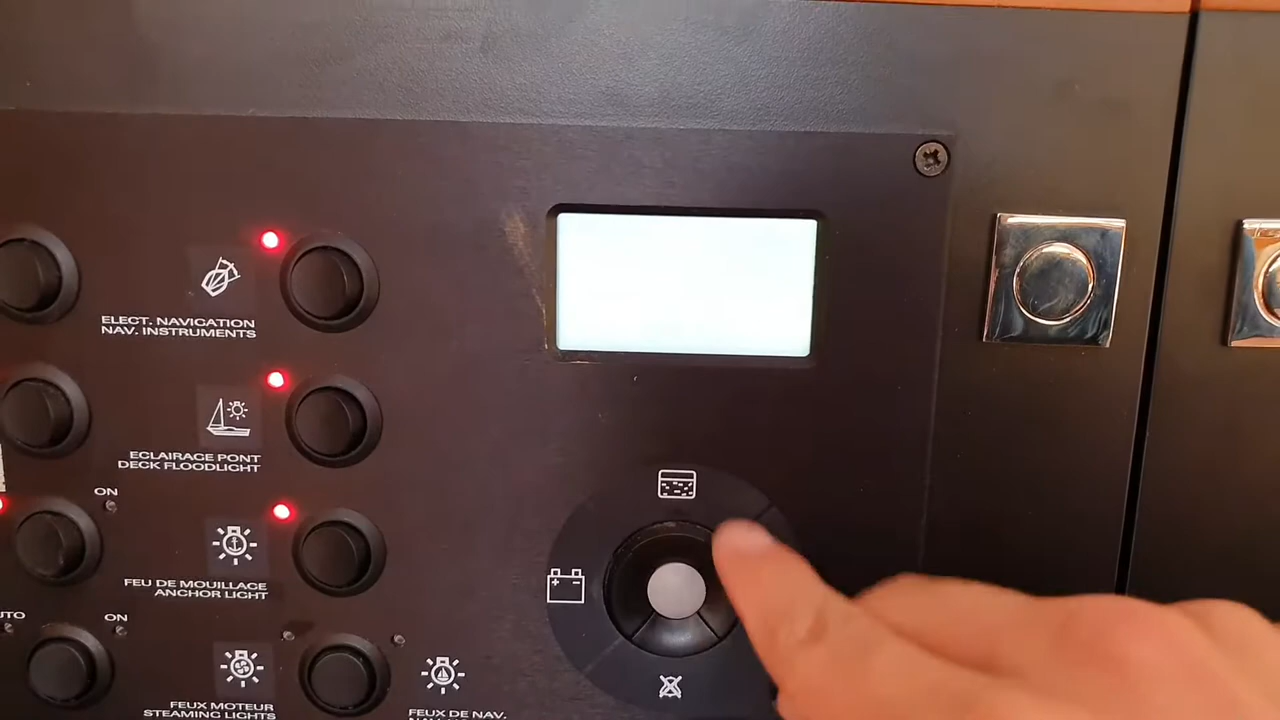 ELECT. NAVIGATION
NAV. INSTRUMENTS
ECLAIRAGE PONT
DECK FLOODLIGHT
ON
FEU DE MOUILLAGE
ANCHOR LIGHT
ON
FEUX MOTEUR
STEAMING LIGHTS
FEUX DE NAV.